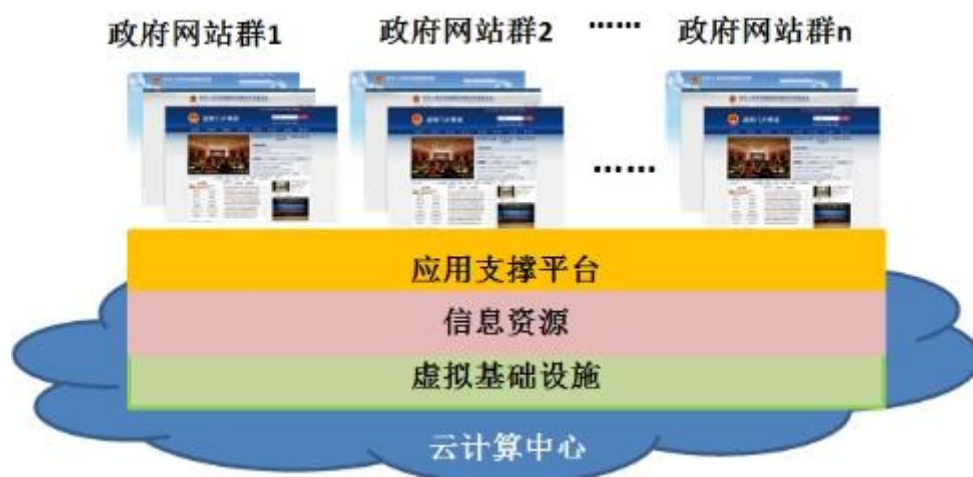 政府网站群1 政府网站群2 …… 政府网站群n
……
应用支撑平台
信息资源
虚拟基础设施
云计算中心